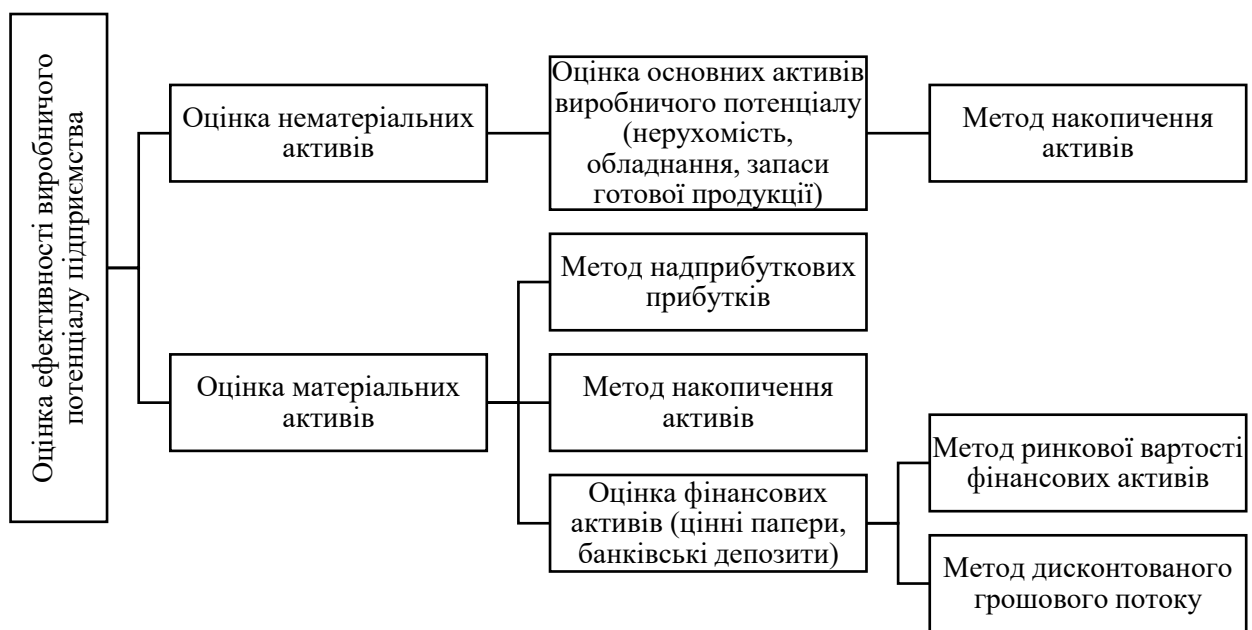 Оцінка ефективності виробничого
потенціалу підприємства
Оцінка нематеріальних
активів
Оцінка основних активів
виробничого потенціалу
(нерухомість,
обладнання, запаси
готової продукції)
Метод накопичення
активів
Оцінка матеріальних
активів
Метод надприбуткових
прибутків
Метод накопичення
активів
Оцінка фінансових
активів (цінні папери,
банківські депозити)
Метод ринкової вартості
фінансових активів
Метод дисконтованого
грошового потоку